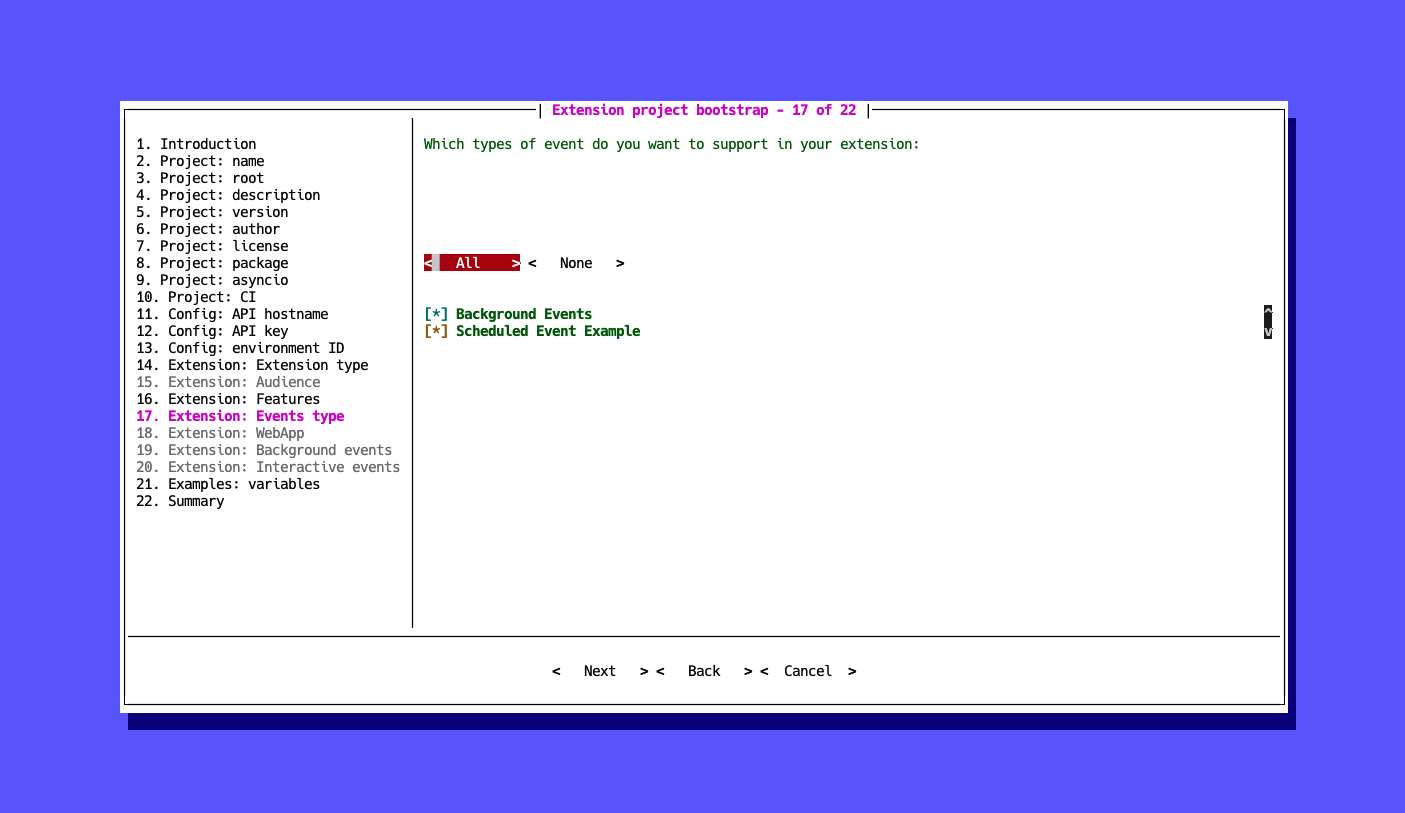 Extension project bootstrap - 17 of 22
1. Introduction
2. Project: name
3. Project: root
4. Project: description
5. Project: version
6. Project: author
7. Project: license
8. Project: package
9. Project: asyncio
10. Project: CI
11. Config: API hostname
12. Config: API key
13. Config: environment ID
14. Extension: Extension type
15. Extension: Audience
16. Extension: Features
17. Extension: Events type
18. Extension: WebApp
19. Extension: Background events
20. Extension: Interactive events
21. Examples: variables
22. Summary
Which types of event do you want to support in your extension:
< All > < None >
[*] Background Events ^
[*] Scheduled Event Example v
< Next > < Back > < Cancel >